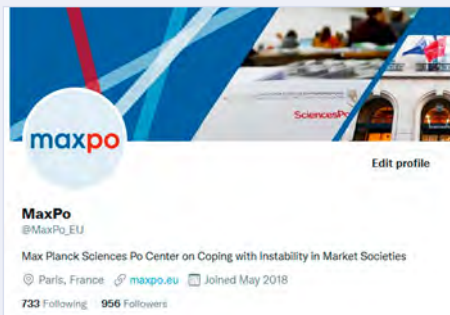 SciencesPo
maxpo
Edit profile
MaxPo
@MaxPo_EU
Max Planck Sciences Po Center on Coping with Instability in Market Societies
Paris, France maxpo.eu Joined May 2018
733 Following 956 Followers